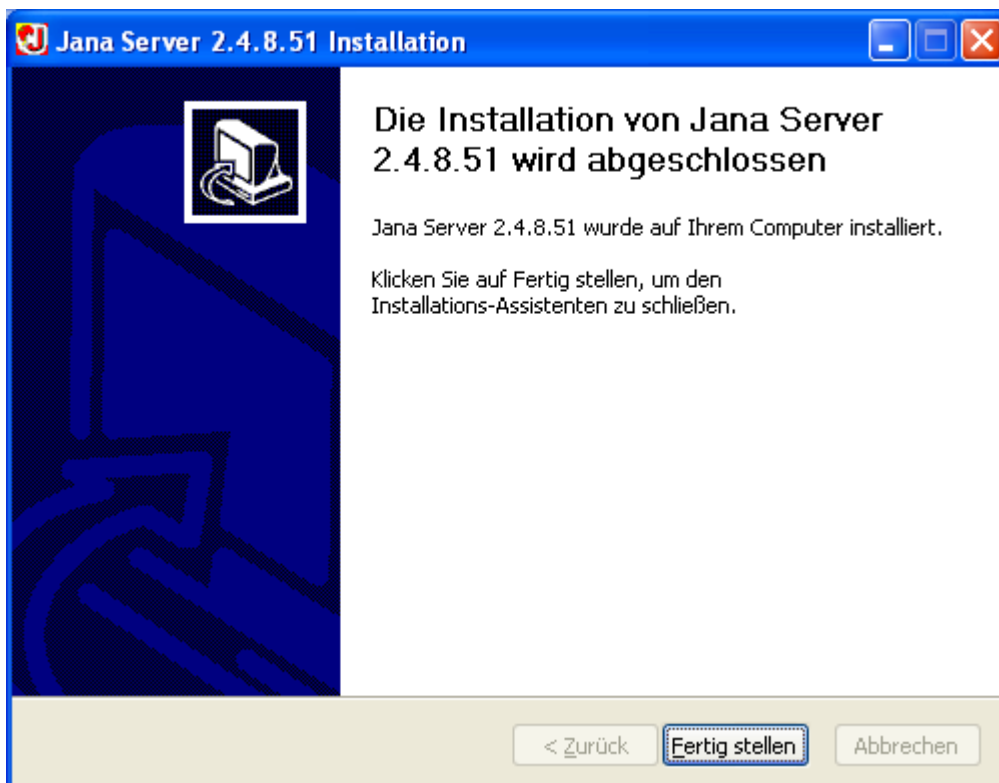 Jana Server 2.4.8.51 Installation
Die Installation von Jana Server
2.4.8.51 wird abgeschlossen
Jana Server 2.4.8.51 wurde auf Ihrem Computer installiert.
Klicken Sie auf Fertig stellen, um den
Installations-Assistenten zu schließen.
< Zurück
Fertig stellen
Abbrechen